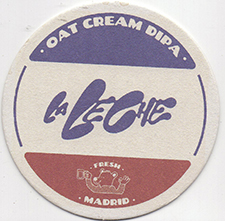 · OAT CREAM DIPA ·
LA LECHE
· FRESH ·
· MADRID ·